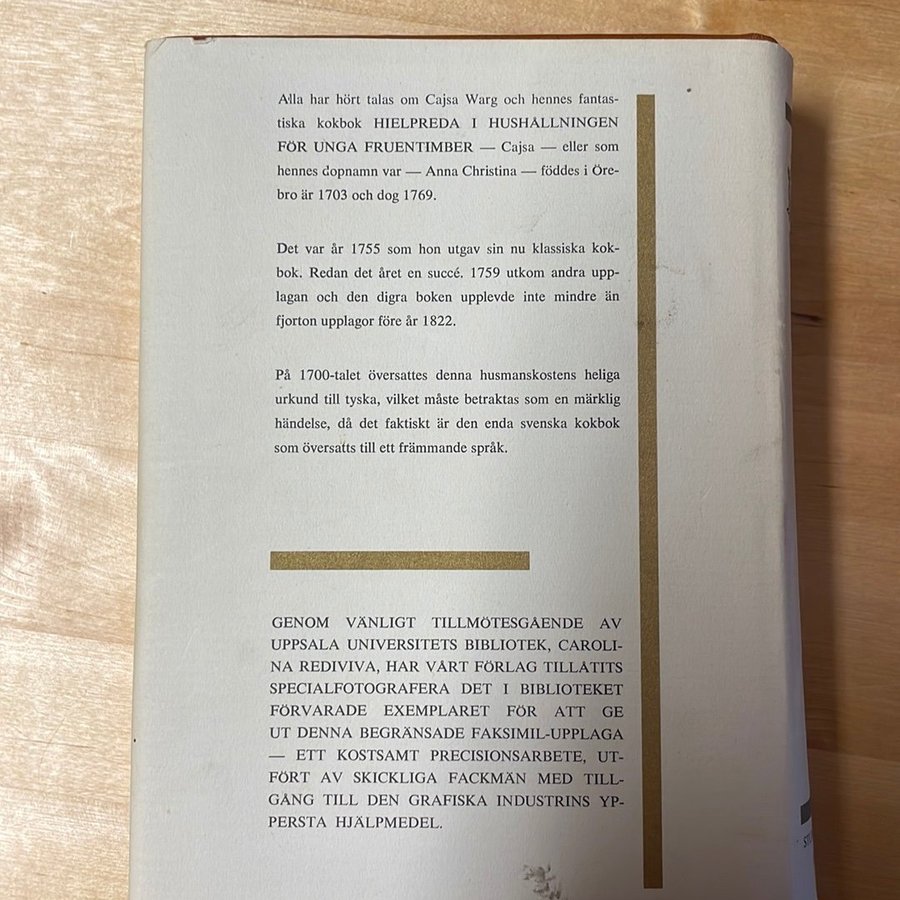 Alla har hört talas om Cajsa Warg och hennes fantas-
tiska kokbok HIELPREDA I HUSHALLNINGEN
FÖR UNGA FRUENTIMBER — Cajsa — eller som
hennes dopnamn var — Anna Christina — föddes i Öre-
bro är 1703 och dog 1769.
Det var år 1755 som hon utgav sin nu klassiska kok-
bok. Redan det året en succé. 1759 utkom andra upp-
lagan och den digra boken upplevde inte mindre än
fjorton upplagor före år 1822.
På 1700-talet översattes denna husmanskostens heliga
urkund till tyska, vilket måste betraktas som en märklig
händelse, då det faktiskt är den enda svenska kokbok
som översatts till ett främmande språk.
GENOM VÄNLIGT TILLMÖTESGÅENDE AV
UPPSALA UNIVERSITETS BIBLIOTEK, CAROLI-
NA REDIVIVA, HAR VÅRT FÖRLAG TILLÅTITS
SPECIALFOTOGRAFERA DET I BIBLIOTEKET
FÖRVARADE EXEMPLARET FÖR ATT GE
UT DENNA BEGRÄNSADE FAKSIMIL-UPPLAGA
— ETT KOSTSAMT PRECISIONSARBETE, UT-
FÖRT AV SKICKLIGA FACKMÄN MED TILL-
GÅNG TILL DEN GRAFISKA INDUSTRINS YP-
PERSTA HJÄLPMEDEL.